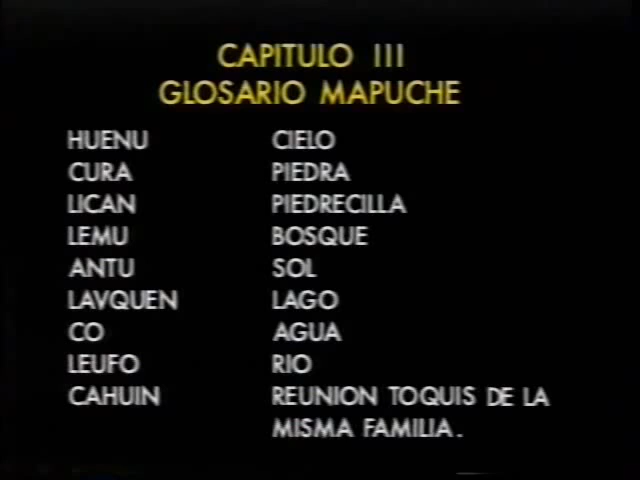 CAPITULO III
GLOSARIO MAPUCHE
HUENU CIELO
CURA PIEDRA
LICAN PIEDRECILLA
LEMU BOSQUE
ANTU SOL
LAVQUEN LAGO
CO AGUA
LEUFO RIO
CAHUIN REUNION TOQUIS DE LA
MISMA FAMILIA.